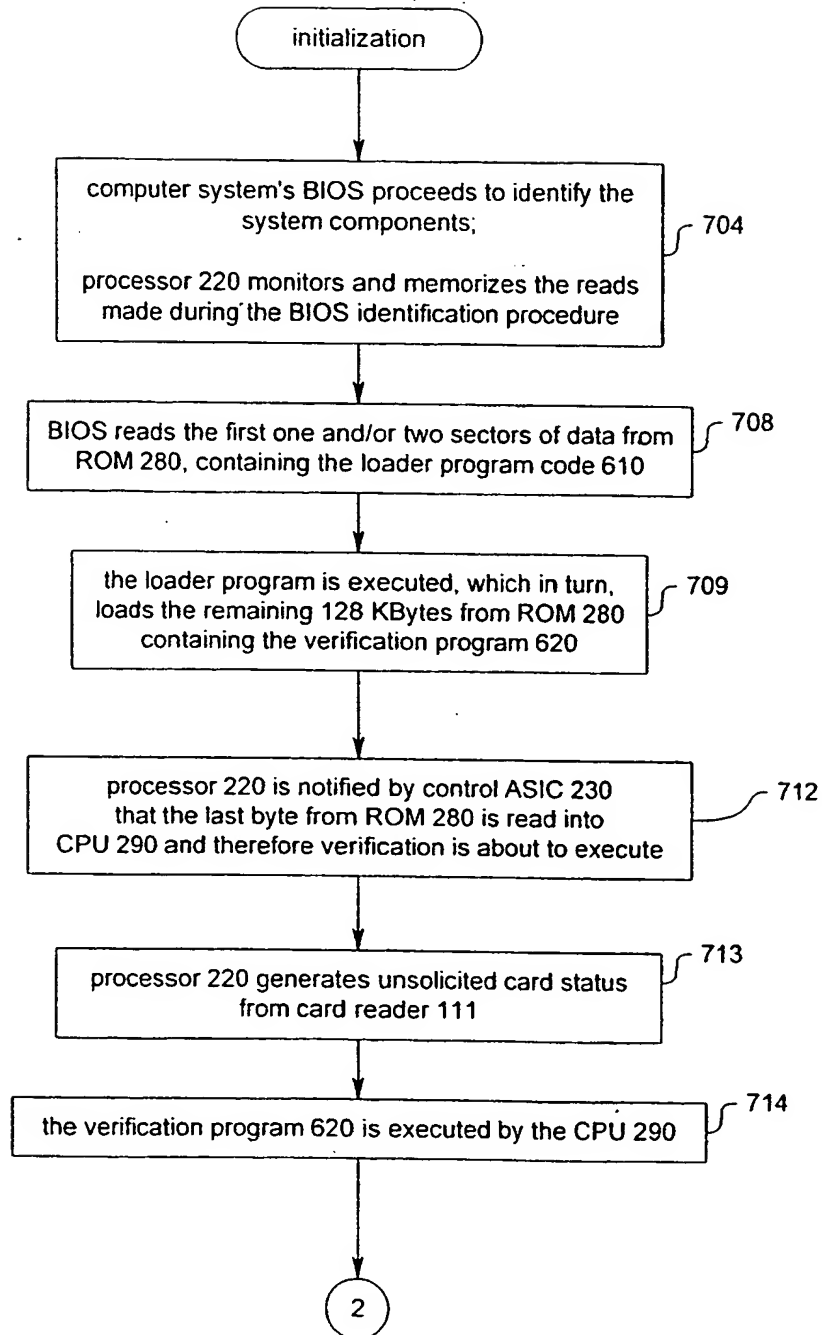 initialization
computer system's BIOS proceeds to identify the
system components;
processor 220 monitors and memorizes the reads
made during the BIOS identification procedure
704
BIOS reads the first one and/or two sectors of data from
ROM 280, containing the loader program code 610
708
the loader program is executed, which in turn,
loads the remaining 128 KBytes from ROM 280
containing the verification program 620
709
processor 220 is notified by control ASIC 230
that the last byte from ROM 280 is read into
CPU 290 and therefore verification is about to execute
712
processor 220 generates unsolicited card status
from card reader 111
713
the verification program 620 is executed by the CPU 290
714
2